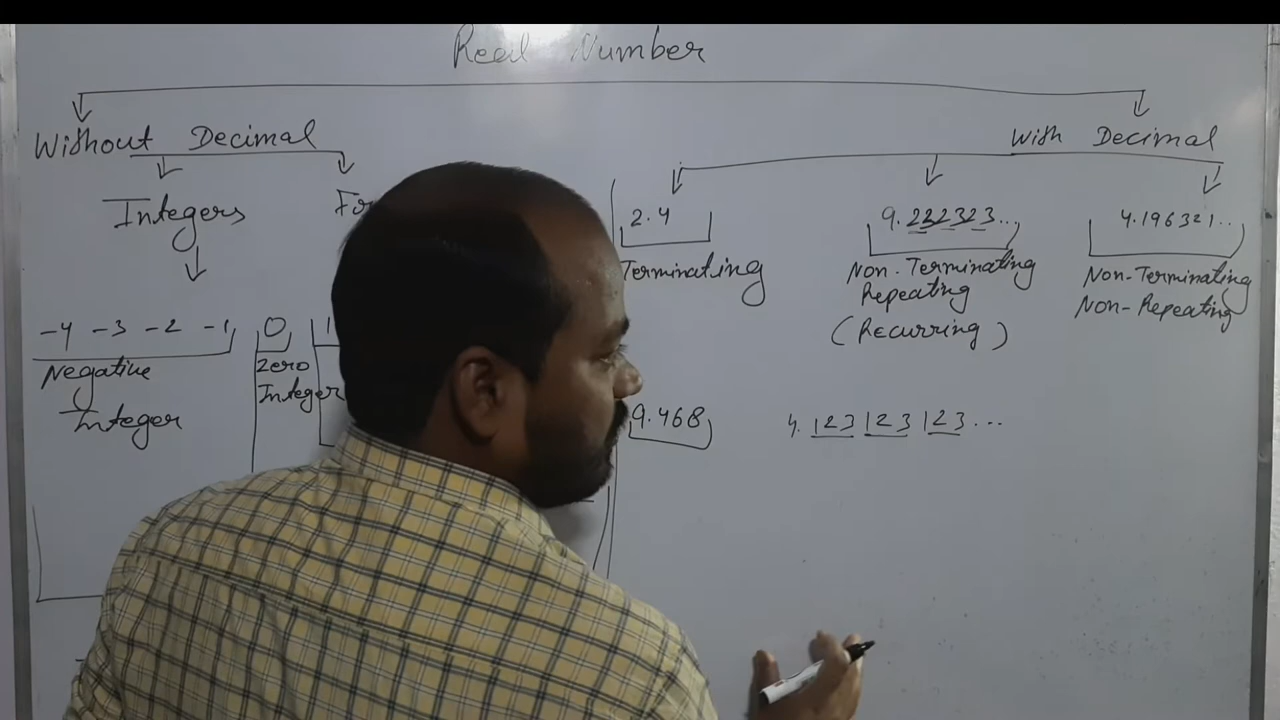 Real Number
Without Decimal
With Decimal
Integers
2.4
9.222323...
4.196321..
Terminating
Non-Terminating
Repeating
(Recurring)
Non-Terminating
Non-Repeating
-4 -3 -2 -1
0
1
Negative
Integer
Zero
Integer
9.468
4.123 123 123...